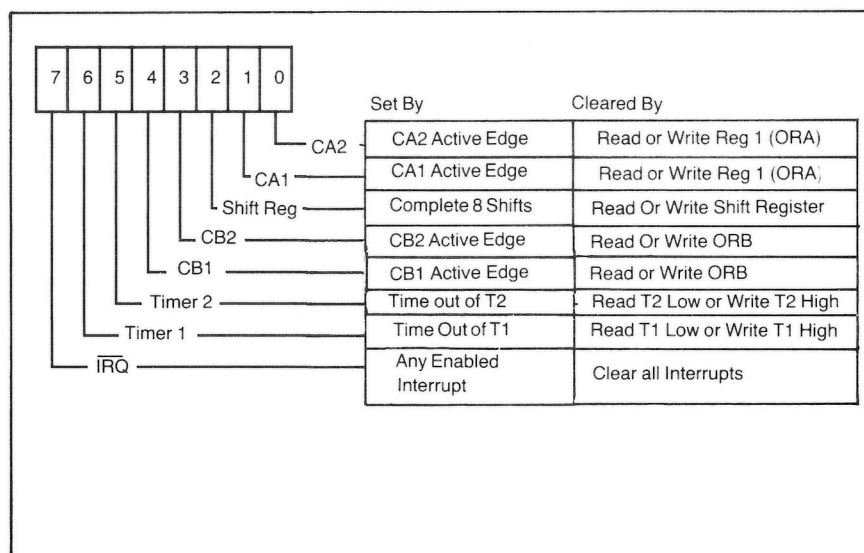 7 6 5 4 3 2 1 0
Set By Cleared By
CA2 CA2 Active Edge Read or Write Reg 1 (ORA)
CA1 CA1 Active Edge Read or Write Reg 1 (ORA)
Shift Reg Complete 8 Shifts Read Or Write Shift Register
CB2 CB2 Active Edge Read Or Write ORB
CB1 CB1 Active Edge Read or Write ORB
Timer 2 Time out of T2 Read T2 Low or Write T2 High
Timer 1 Time Out of T1 Read T1 Low or Write T1 High
I̅R̅Q̅ Any Enabled
Interrupt Clear all Interrupts